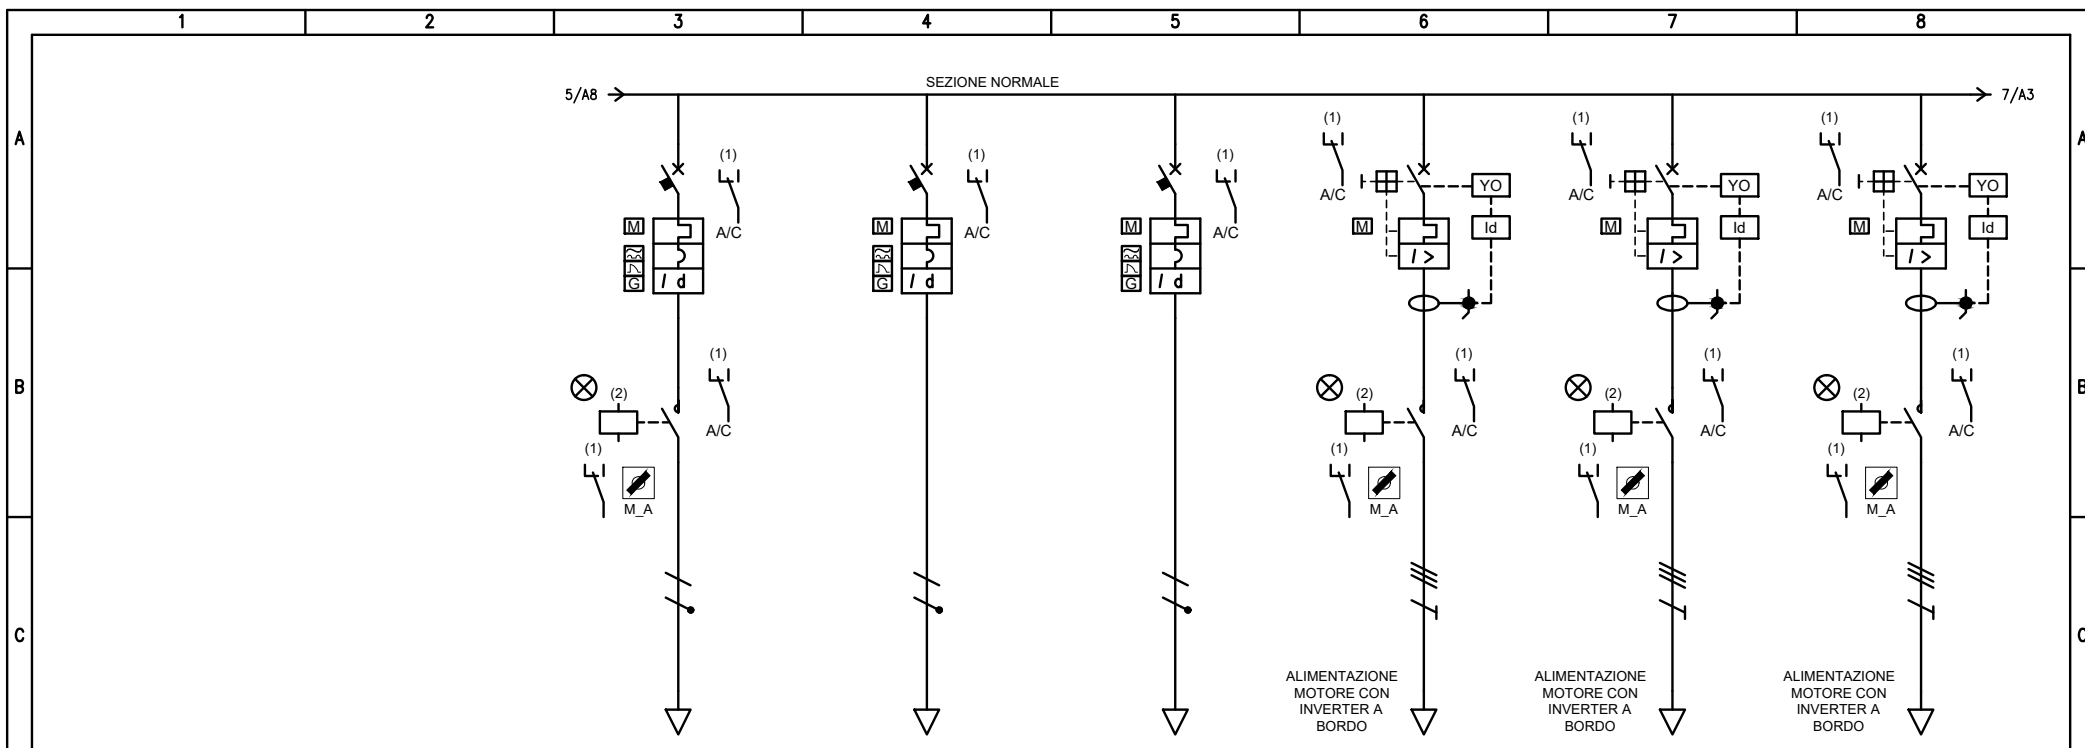 1 2 3 4 5 6 7 8
SEZIONE NORMALE
5/A8 7/A3
A A
(1) (1) (1)
(1) (1) (1)
A/C YO A/C YO A/C YO
M A/C M A/C M A/C M Id M Id M Id
I > I > I >
G I d G I d G I d
(1) (1) (1) (1)
B (2) (2) (2) (2) B
A/C A/C A/C A/C
(1) (1) (1) (1)
M_A M_A M_A M_A
C C
ALIMENTAZIONE
MOTORE CON
INVERTER A
BORDO
ALIMENTAZIONE
MOTORE CON
INVERTER A
BORDO
ALIMENTAZIONE
MOTORE CON
INVERTER A
BORDO